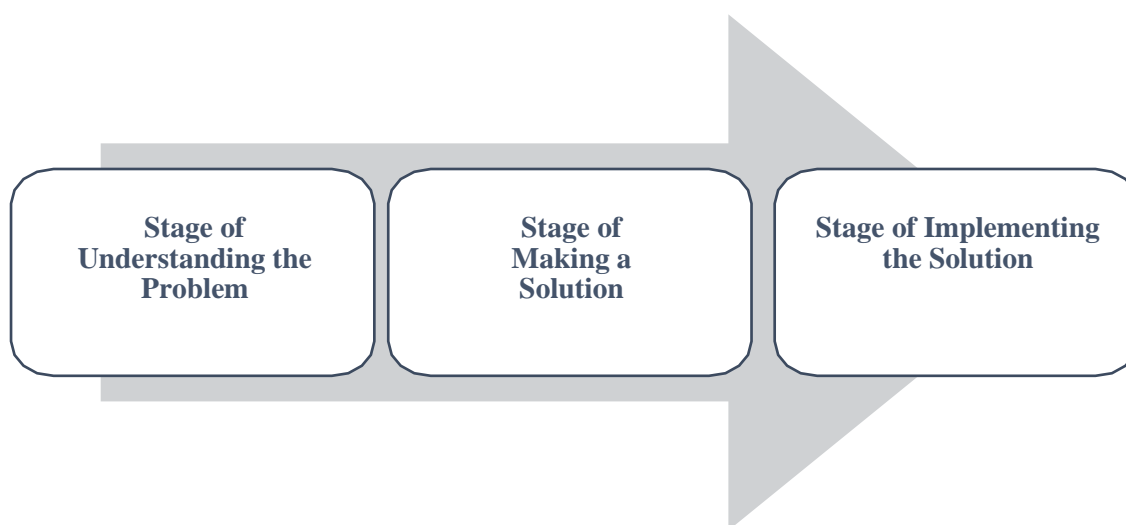 Stage of
Understanding the
Problem
Stage of
Making a
Solution
Stage of Implementing
the Solution